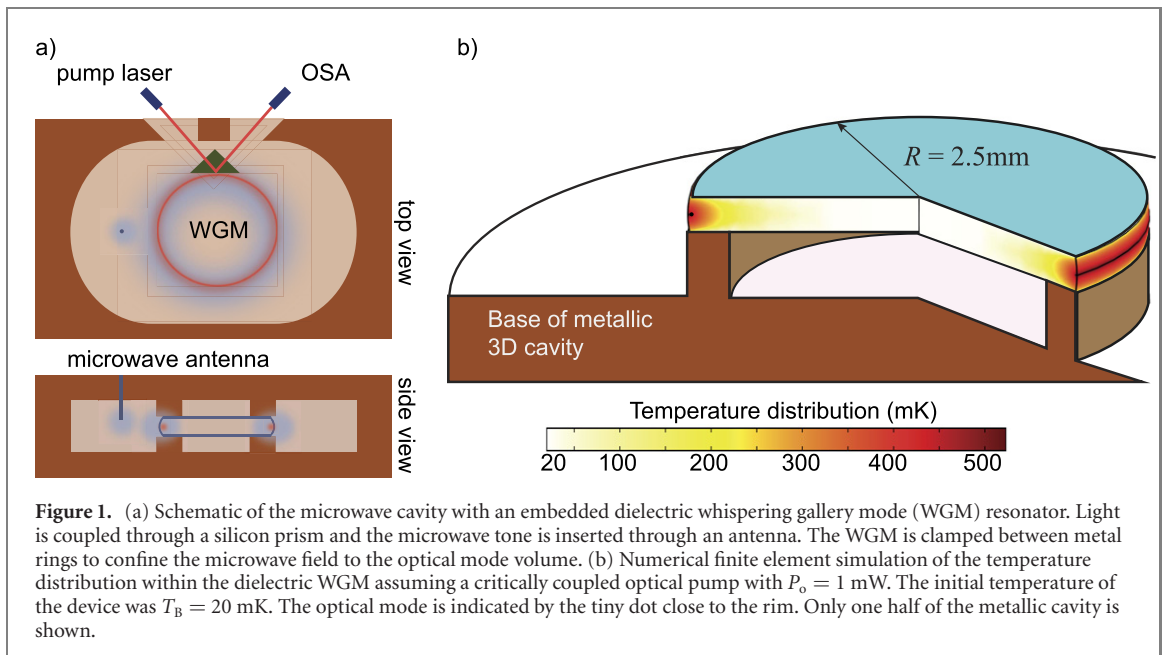 a)
pump laser
OSA
WGM
top view
microwave antenna
side view
b)
R = 2.5mm
Base of metallic
3D cavity
Temperature distribution (mK)
20 100 200 300 400 500
Figure 1. (a) Schematic of the microwave cavity with an embedded dielectric whispering gallery mode (WGM) resonator. Light
is coupled through a silicon prism and the microwave tone is inserted through an antenna. The WGM is clamped between metal
rings to confine the microwave field to the optical mode volume. (b) Numerical finite element simulation of the temperature
distribution within the dielectric WGM assuming a critically coupled optical pump with Pₒ = 1 mW. The initial temperature of
the device was T_B = 20 mK. The optical mode is indicated by the tiny dot close to the rim. Only one half of the metallic cavity is
shown.